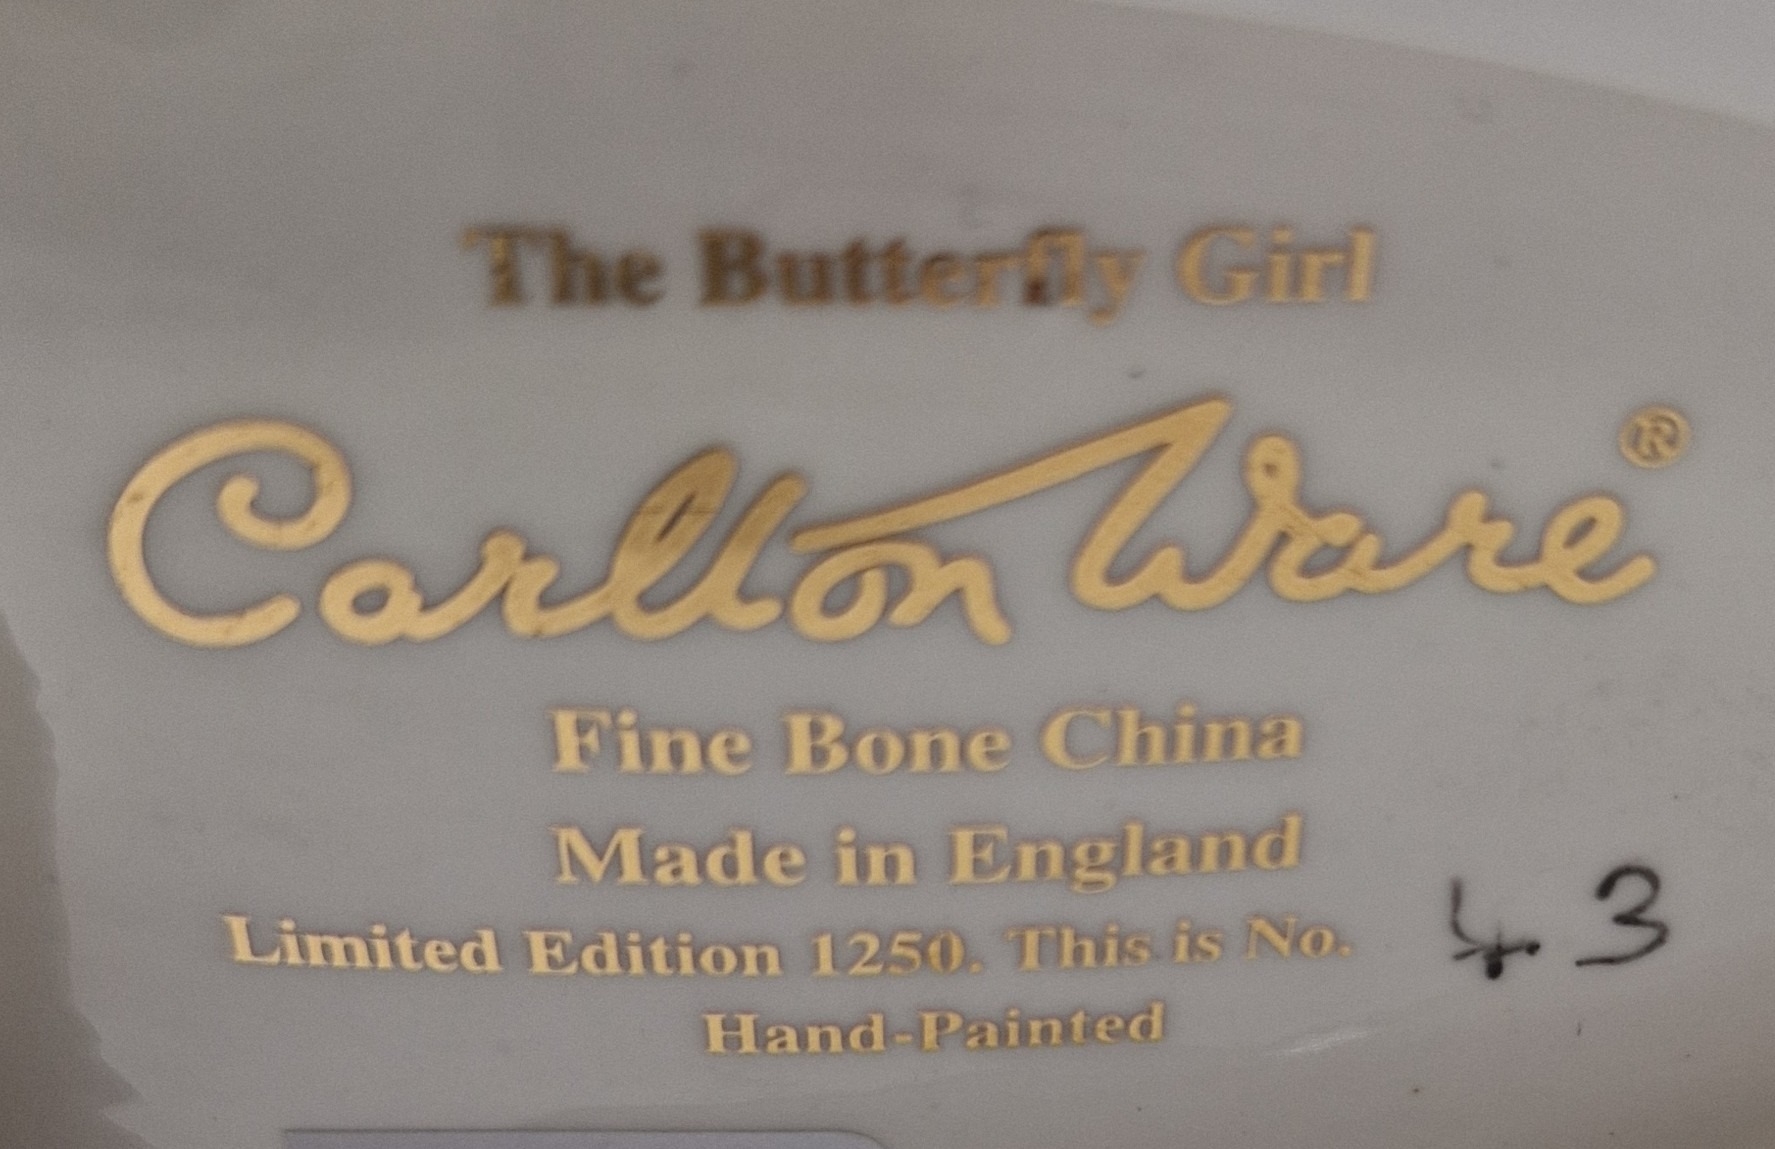 The Butterfly Girl
Carlton Ware ®
Fine Bone China
Made in England
Limited Edition 1250. This is No. 43
Hand-Painted